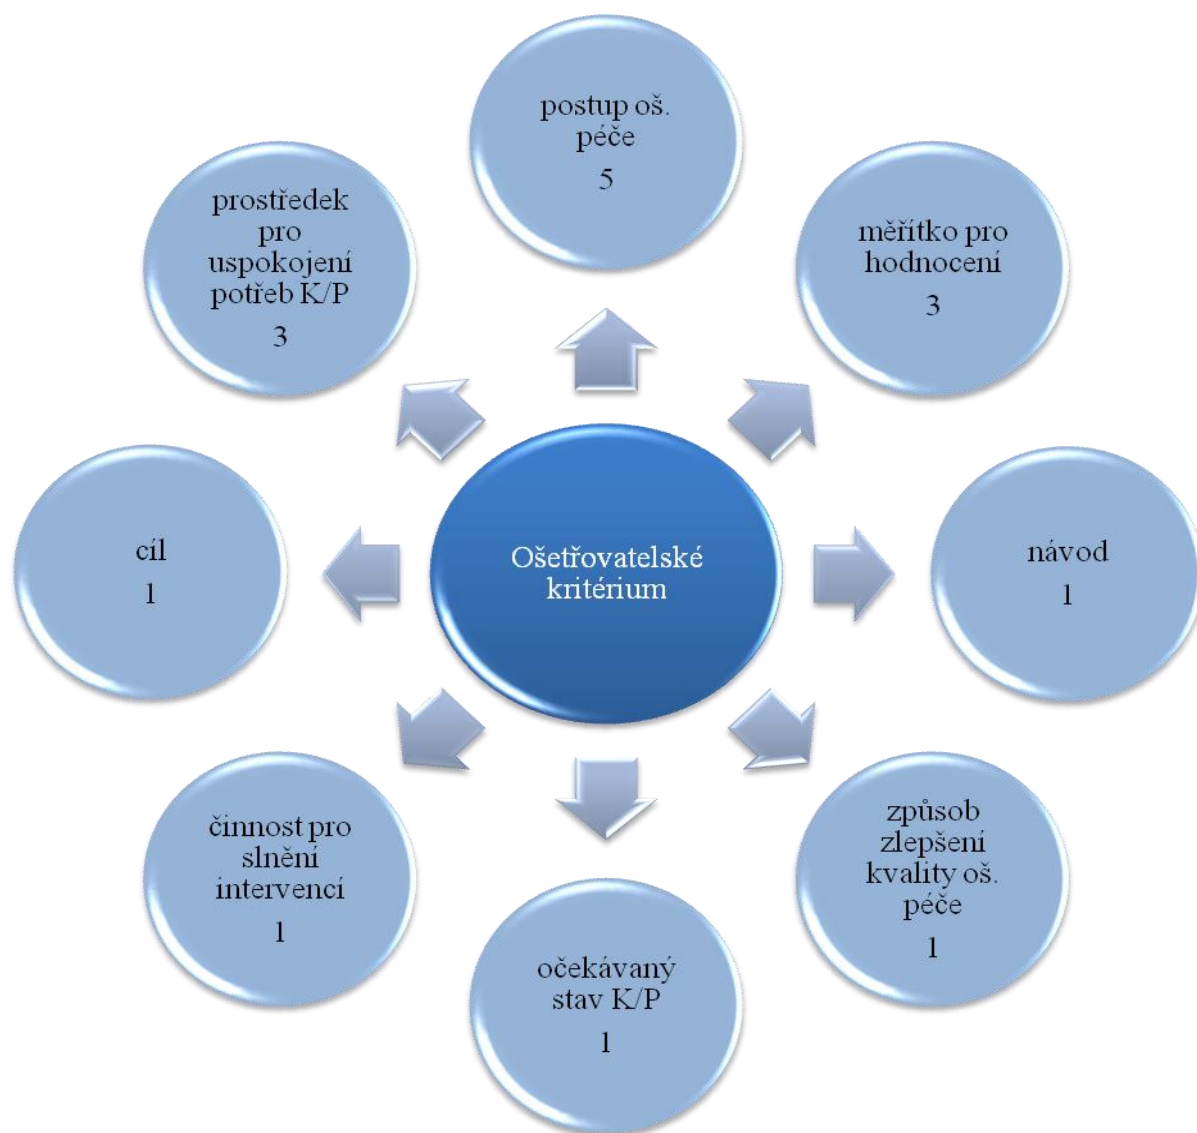 postup oš.
péče
5
měřítko pro
hodnocení
3
návod
1
způsob
zlepšení
kvality oš.
péče
1
očekávaný
stav K/P
1
činnost pro
slnění
intervencí
1
cíl
1
prostředek
pro
uspokojení
potřeb K/P
3
Ošetřovatelské
kritérium